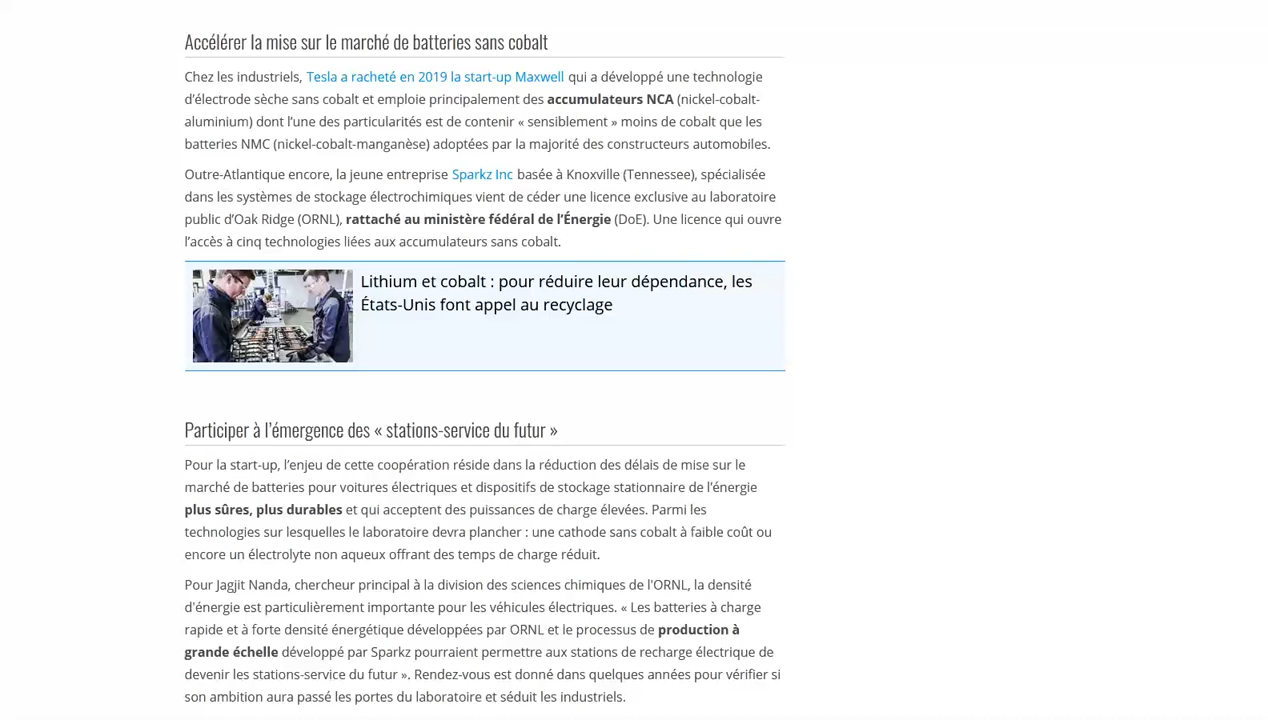 Accélérer la mise sur le marché de batteries sans cobalt
Chez les industriels, Tesla a racheté en 2019 la start-up Maxwell qui a développé une technologie
d’électrode sèche sans cobalt et emploie principalement des accumulateurs NCA (nickel-cobalt-
aluminium) dont l’une des particularités est de contenir « sensiblement » moins de cobalt que les
batteries NMC (nickel-cobalt-manganèse) adoptées par la majorité des constructeurs automobiles.
Outre-Atlantique encore, la jeune entreprise Sparkz Inc basée à Knoxville (Tennessee), spécialisée
dans les systèmes de stockage électrochimiques vient de céder une licence exclusive au laboratoire
public d’Oak Ridge (ORNL), rattaché au ministère fédéral de l’Énergie (DoE). Une licence qui ouvre
l’accès à cinq technologies liées aux accumulateurs sans cobalt.
Lithium et cobalt : pour réduire leur dépendance, les
États-Unis font appel au recyclage
Participer à l’émergence des « stations-service du futur »
Pour la start-up, l’enjeu de cette coopération réside dans la réduction des délais de mise sur le
marché de batteries pour voitures électriques et dispositifs de stockage stationnaire de l’énergie
plus sûres, plus durables et qui acceptent des puissances de charge élevées. Parmi les
technologies sur lesquelles le laboratoire devra plancher : une cathode sans cobalt à faible coût ou
encore un électrolyte non aqueux offrant des temps de charge réduit.
Pour Jagjit Nanda, chercheur principal à la division des sciences chimiques de l'ORNL, la densité
d'énergie est particulièrement importante pour les véhicules électriques. « Les batteries à charge
rapide et à forte densité énergétique développées par ORNL et le processus de production à
grande échelle développé par Sparkz pourraient permettre aux stations de recharge électrique de
devenir les stations-service du futur ». Rendez-vous est donné dans quelques années pour vérifier si
son ambition aura passé les portes du laboratoire et séduit les industriels.